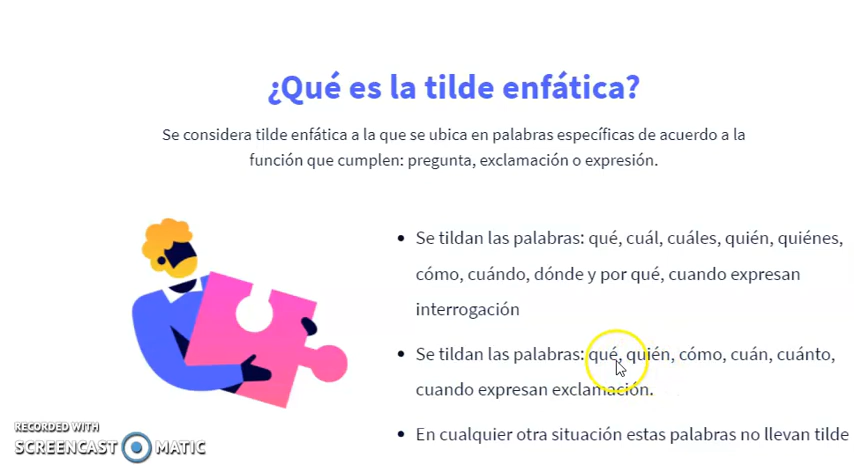 ¿Qué es la tilde enfática?
Se considera tilde enfática a la que se ubica en palabras específicas de acuerdo a la
función que cumplen: pregunta, exclamación o expresión.
• Se tildan las palabras: qué, cuál, cuáles, quién, quiénes,
cómo, cuándo, dónde y por qué, cuando expresan
interrogación
• Se tildan las palabras: qué, quién, cómo, cuán, cuánto,
cuando expresan exclamación.
• En cualquier otra situación estas palabras no llevan tilde
RECORDED WITH
SCREENCAST MATIC